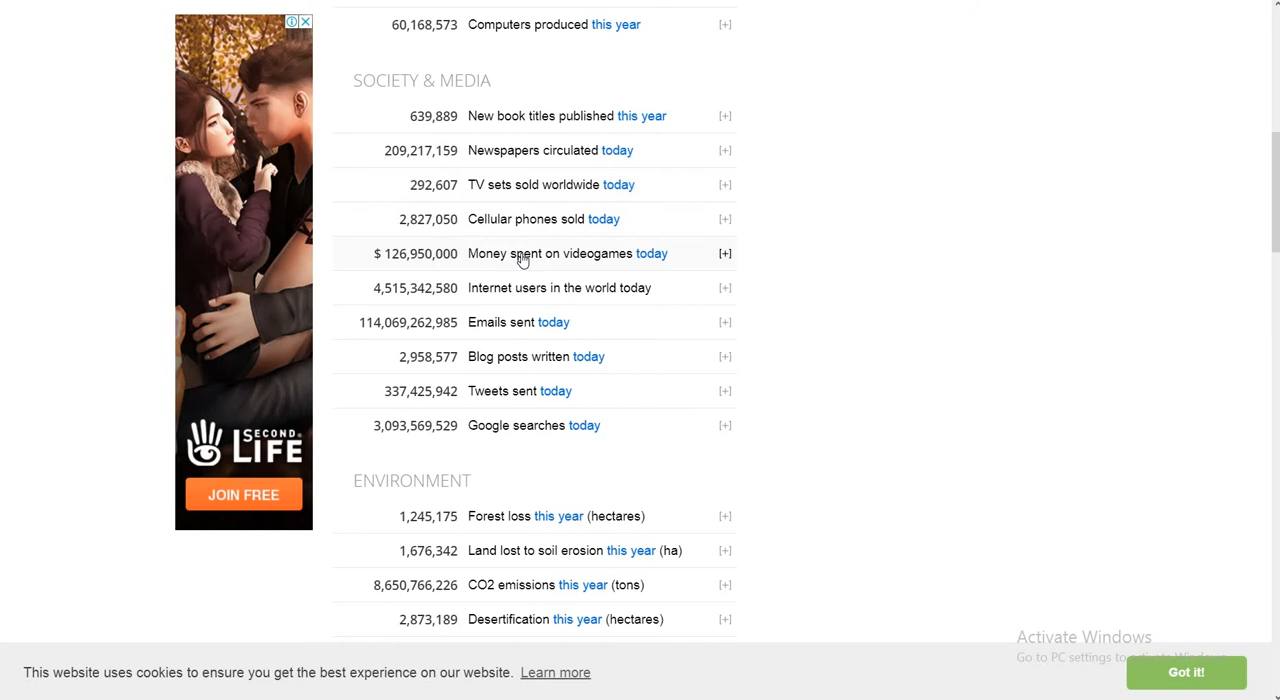 60,168,573 Computers produced this year [+]
SOCIETY & MEDIA
639,889 New book titles published this year [+]
209,217,159 Newspapers circulated today [+]
292,607 TV sets sold worldwide today [+]
2,827,050 Cellular phones sold today [+]
$ 126,950,000 Money spent on videogames today [+]
4,515,342,580 Internet users in the world today [+]
114,069,262,985 Emails sent today [+]
2,958,577 Blog posts written today [+]
337,425,942 Tweets sent today [+]
3,093,569,529 Google searches today [+]
SECOND
LIFE
JOIN FREE
ENVIRONMENT
1,245,175 Forest loss this year (hectares) [+]
1,676,342 Land lost to soil erosion this year (ha) [+]
8,650,766,226 CO2 emissions this year (tons) [+]
2,873,189 Desertification this year (hectares) [+]
Activate Windows
Go to PC settings to activate Windows.
This website uses cookies to ensure you get the best experience on our website. Learn more
Got it!